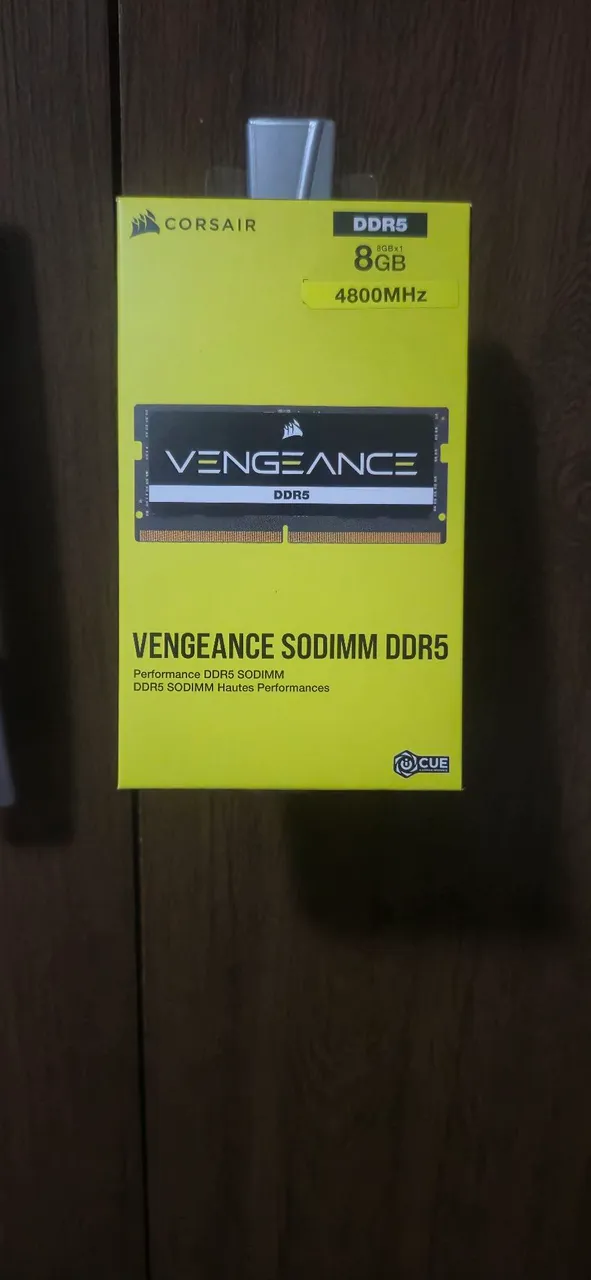 CORSAIR
DDR5
8GBx1
8GB
4800MHz
VENGEANCE
DDR5
VENGEANCE SODIMM DDR5
Performance DDR5 SODIMM
DDR5 SODIMM Hautes Performances
CUE